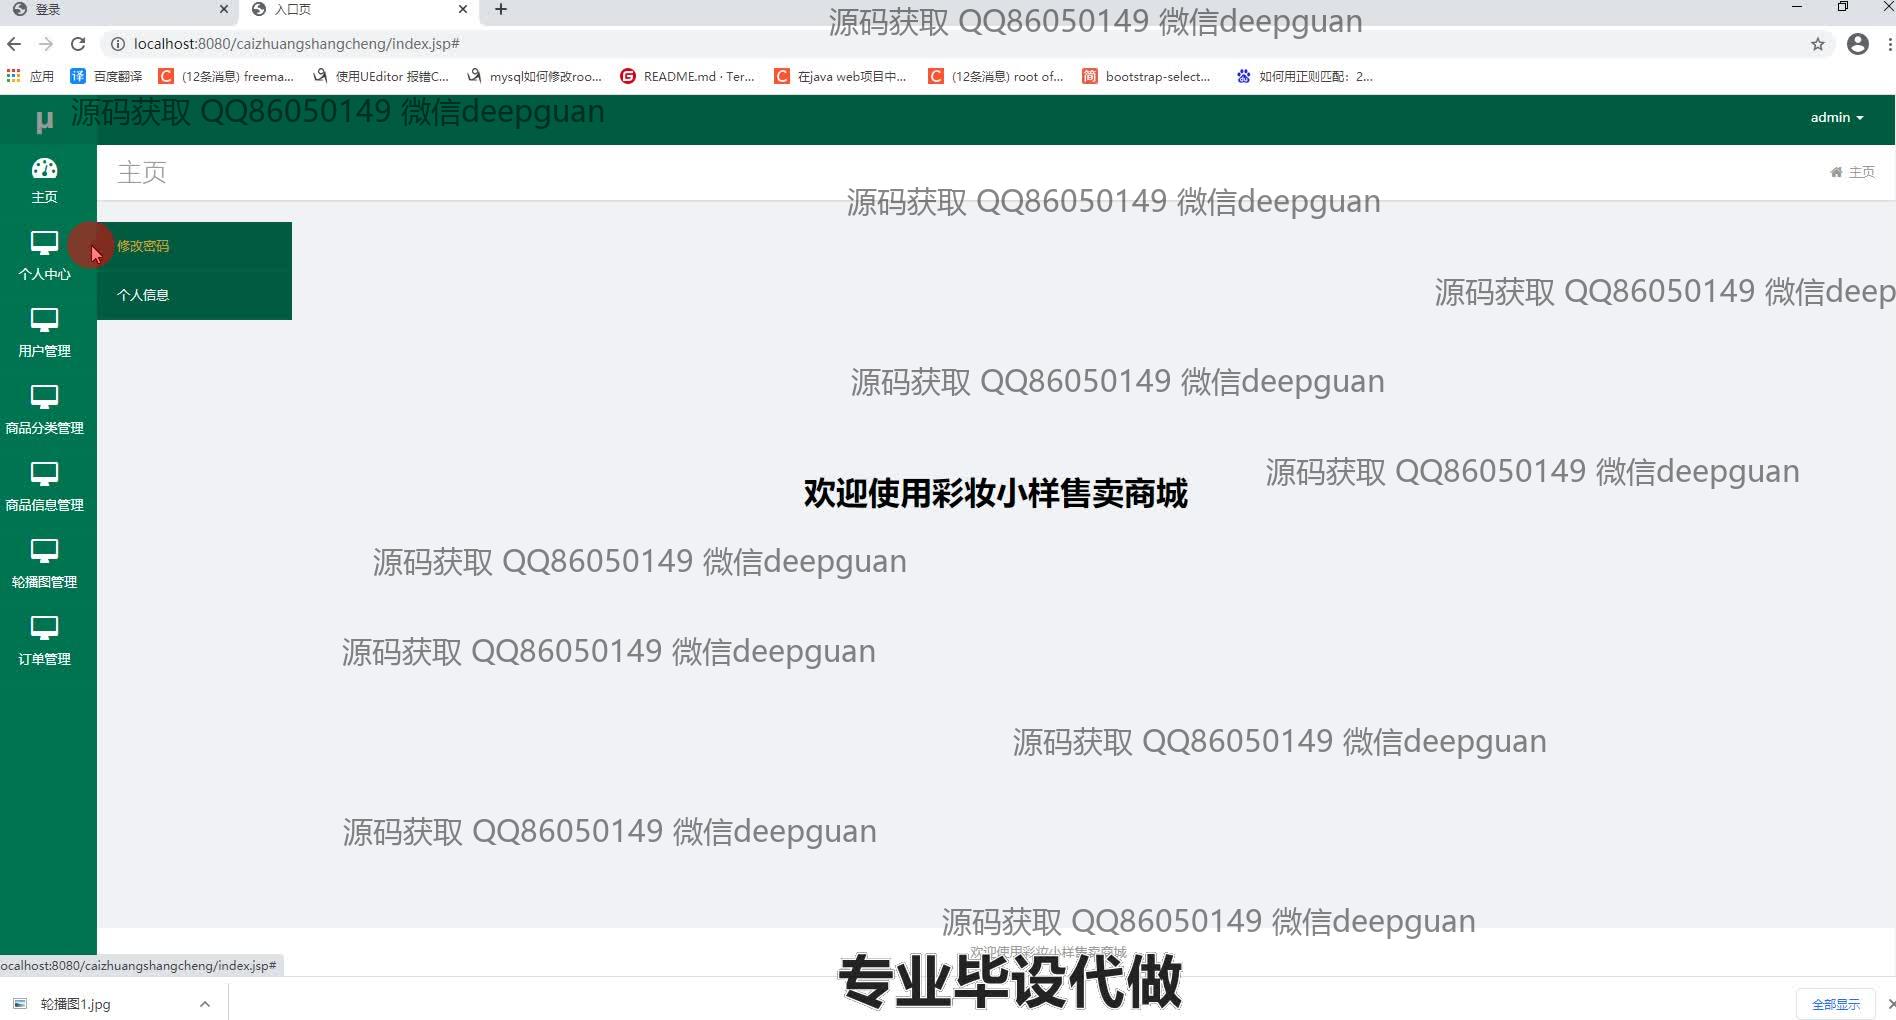 登录
入口页
源码获取 QQ86050149 微信deepguan
localhost:8080/caizhuangshangcheng/index.jsp#
应用
百度翻译
(12条消息) freema...
使用UEditor 报错C...
mysql如何修改roo...
README.md · Ter...
在java web项目中...
(12条消息) root of...
bootstrap-select...
如何用正则匹配：2...
μ
源码获取 QQ86050149 微信deepguan
admin
主页
主页
主页
源码获取 QQ86050149 微信deepguan
修改密码
个人中心
个人信息
源码获取 QQ86050149 微信deep
用户管理
源码获取 QQ86050149 微信deepguan
商品分类管理
源码获取 QQ86050149 微信deepguan
欢迎使用彩妆小样售卖商城
商品信息管理
源码获取 QQ86050149 微信deepguan
轮播图管理
源码获取 QQ86050149 微信deepguan
订单管理
源码获取 QQ86050149 微信deepguan
源码获取 QQ86050149 微信deepguan
源码获取 QQ86050149 微信deepguan
欢迎使用彩妆小样售卖商城
ocalhost:8080/caizhuangshangcheng/index.jsp#
专业毕设代做
轮播图1.jpg
全部显示